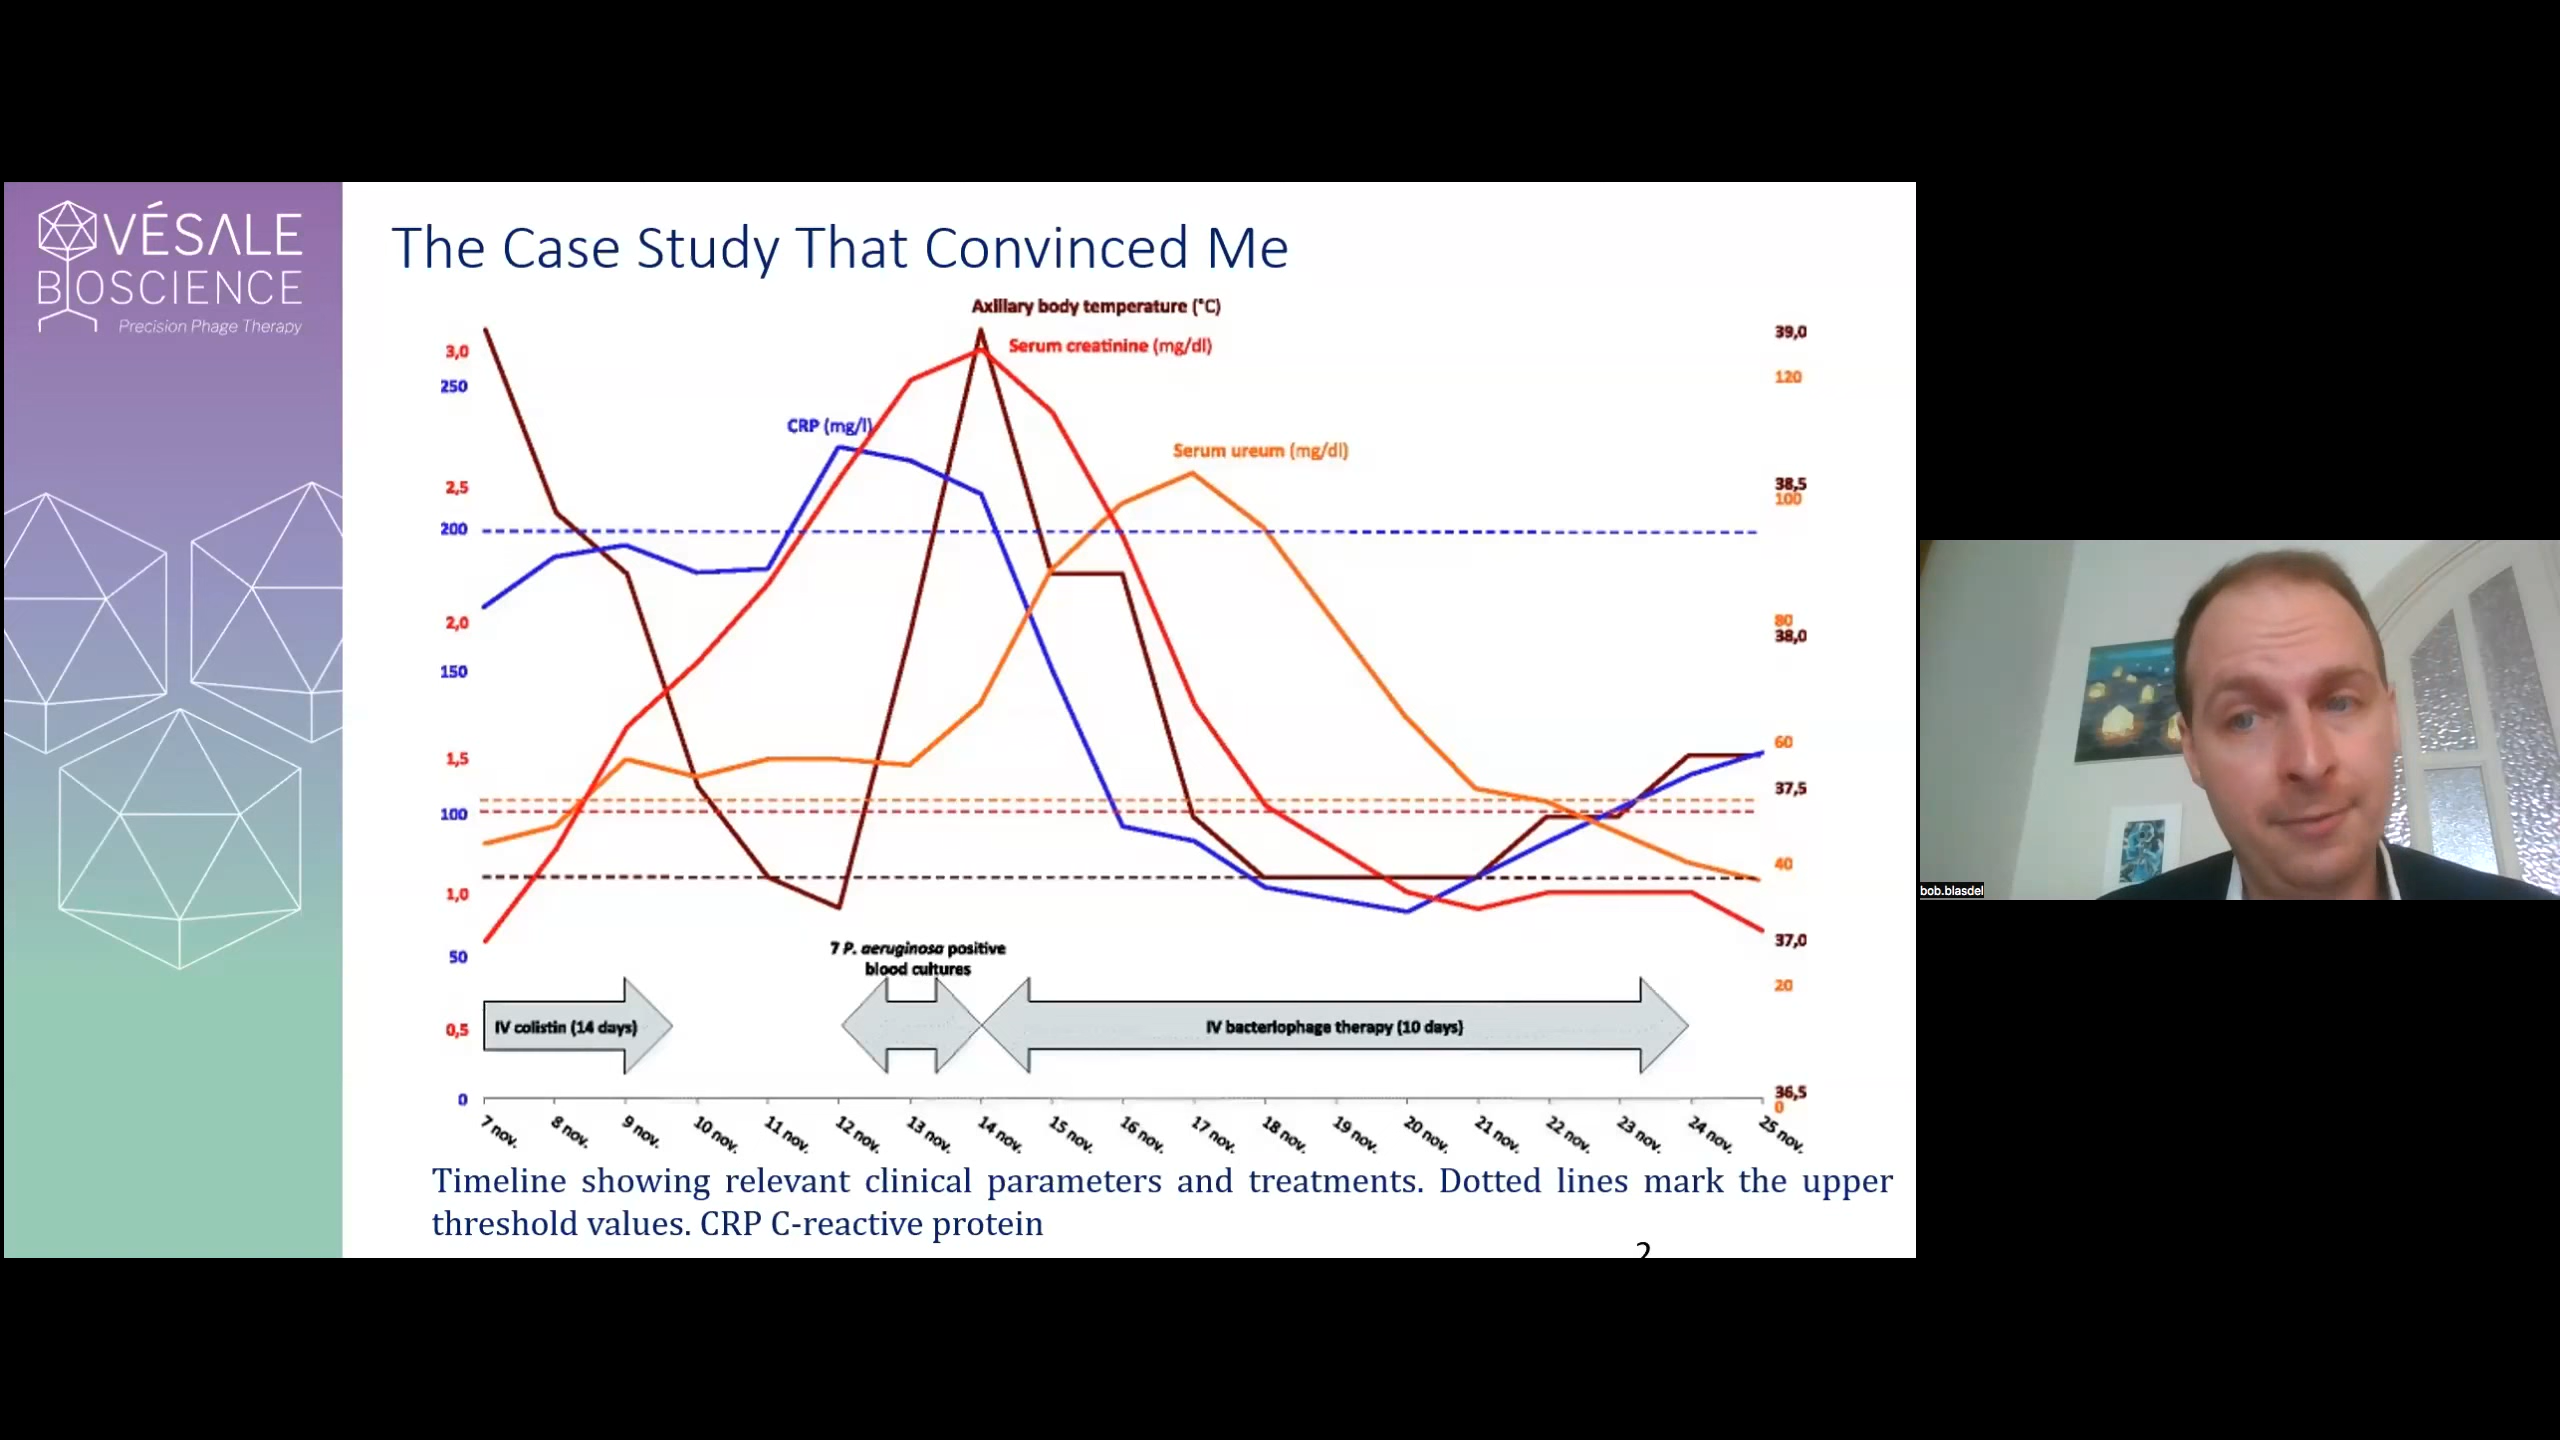 VÉSALE
BIOSCIENCE
Precision Phage Therapy
The Case Study That Convinced Me
Axillary body temperature (°C)
Serum creatinine (mg/dl)
CRP (mg/l)
Serum ureum (mg/dl)
3,0
250
2,5
200
2,0
150
1,5
100
1,0
50
0,5
0
39,0
120
38,5
100
80
38,0
60
37,5
40
37,0
20
36,5
0
7 P. aeruginosa positive
blood cultures
IV colistin (14 days)
IV bacteriophage therapy (10 days)
7 nov.
8 nov.
9 nov.
10 nov.
11 nov.
12 nov.
13 nov.
14 nov.
15 nov.
16 nov.
17 nov.
18 nov.
19 nov.
20 nov.
21 nov.
22 nov.
23 nov.
24 nov.
25 nov.
Timeline showing relevant clinical parameters and treatments. Dotted lines mark the upper
threshold values. CRP C-reactive protein
2
bob.blasdel